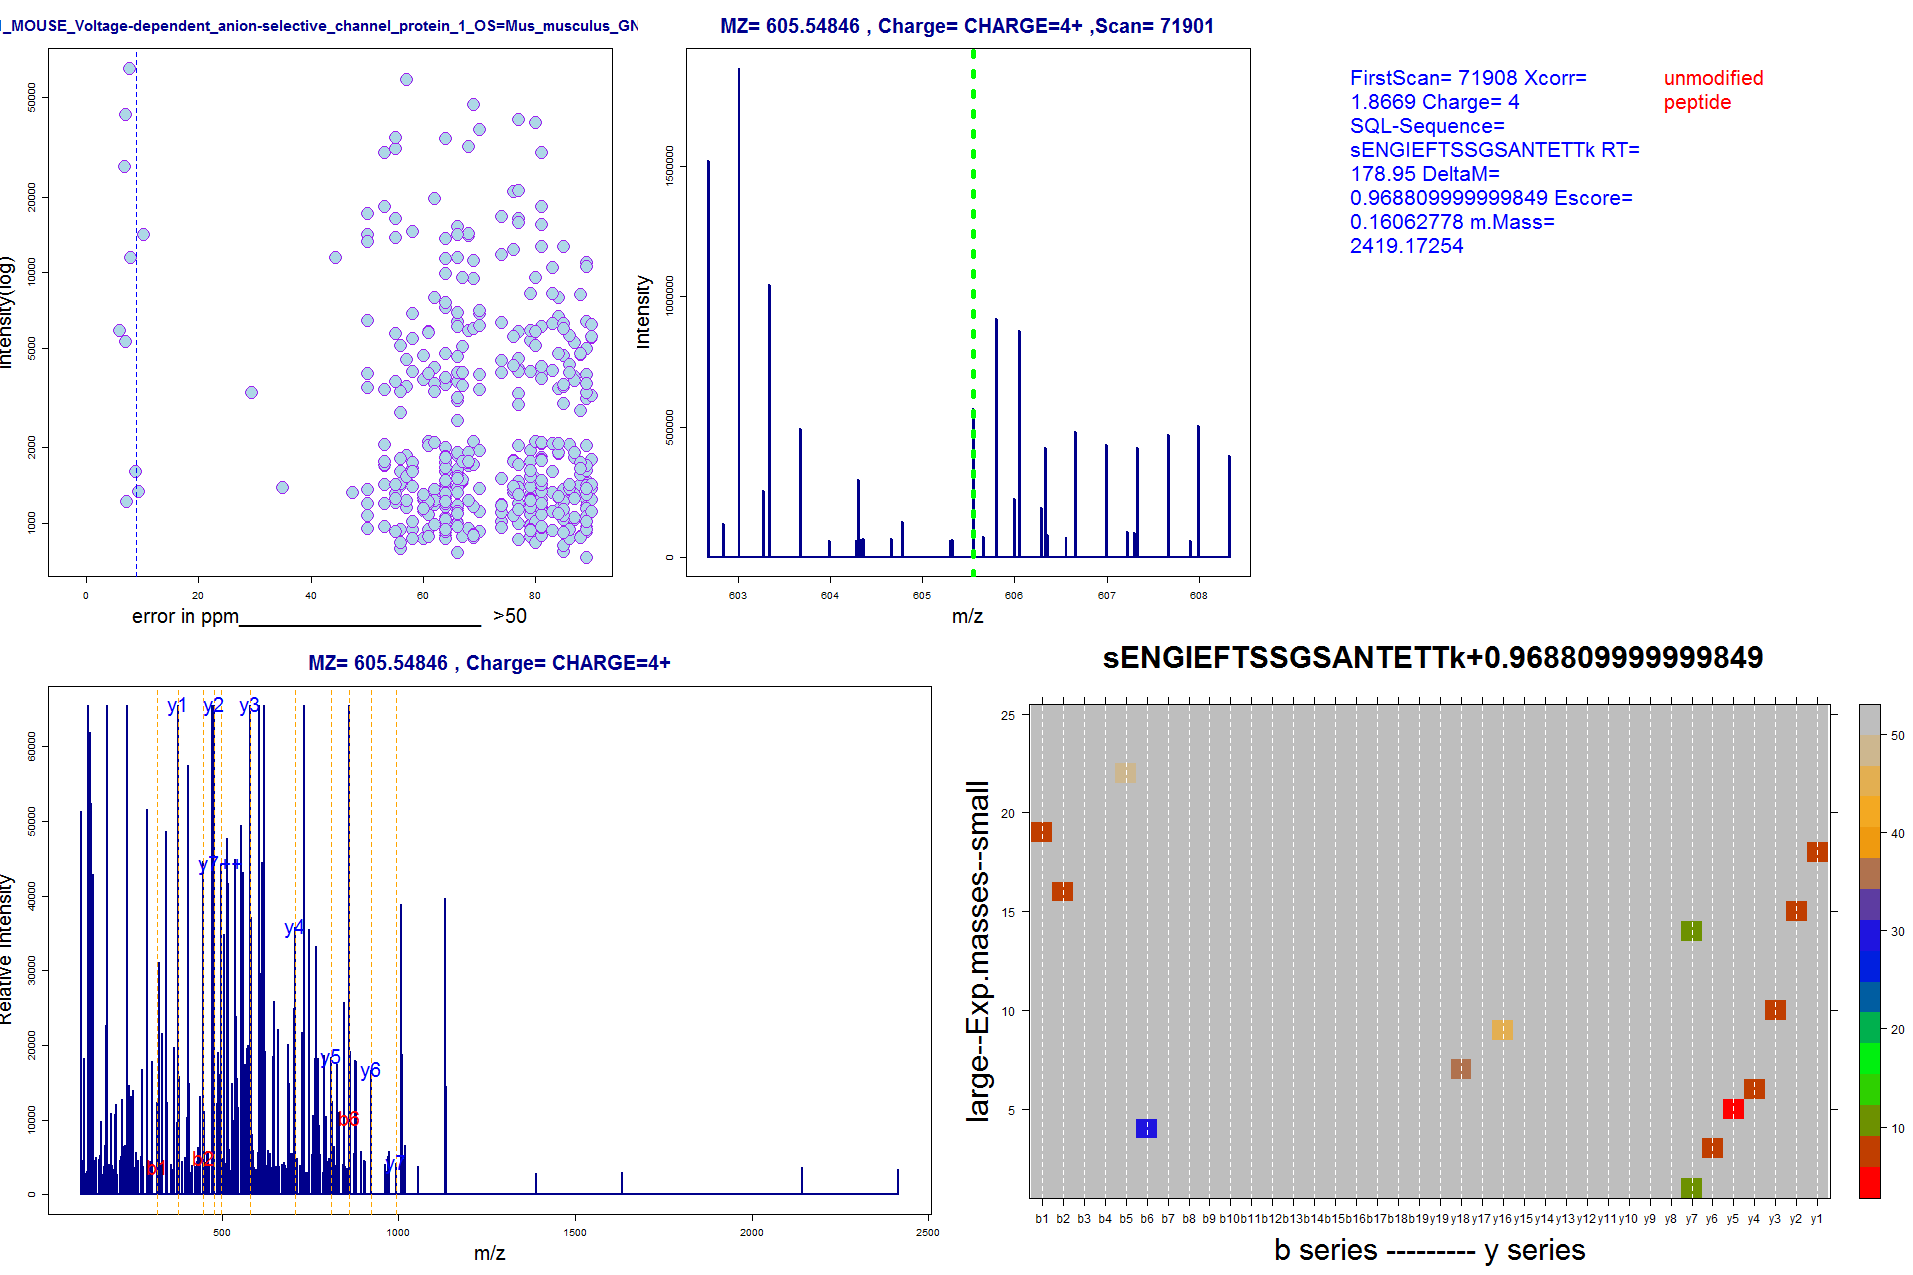 _MOUSE_Voltage-dependent_anion-selective_channel_protein_1_OS=Mus_musculus_GN
Intensity(log)
50000
20000
10000
5000
2000
1000
0 20 40 60 80
error in ppm______________________ >50
MZ= 605.54846 , Charge= CHARGE=4+ ,Scan= 71901
Intensity
1500000
1000000
500000
0
603 604 605 606 607 608
m/z
FirstScan= 71908 Xcorr=
1.8669 Charge= 4
SQL-Sequence=
sENGIEFTSSGSANTETTk RT=
178.95 DeltaM=
0.968809999999849 Escore=
0.16062778 m.Mass=
2419.17254
unmodified
peptide
MZ= 605.54846 , Charge= CHARGE=4+
Relative Intensity
60000
50000
40000
30000
20000
10000
0
y1 y2 y3
y7++
y4
y5
y6
b6
b1 b2 y7
500 1000 1500 2000 2500
m/z
sENGIEFTSSGSANTETTk+0.968809999999849
large--Exp.masses--small
25
20
15
10
5
50
40
30
20
10
b1 b2 b3 b4 b5 b6 b7 b8 b9 b10 b11 b12 b13 b14 b15 b16 b17 b18 b19 y19 y18 y17 y16 y15 y14 y13 y12 y11 y10 y9 y8 y7 y6 y5 y4 y3 y2 y1
b series --------- y series